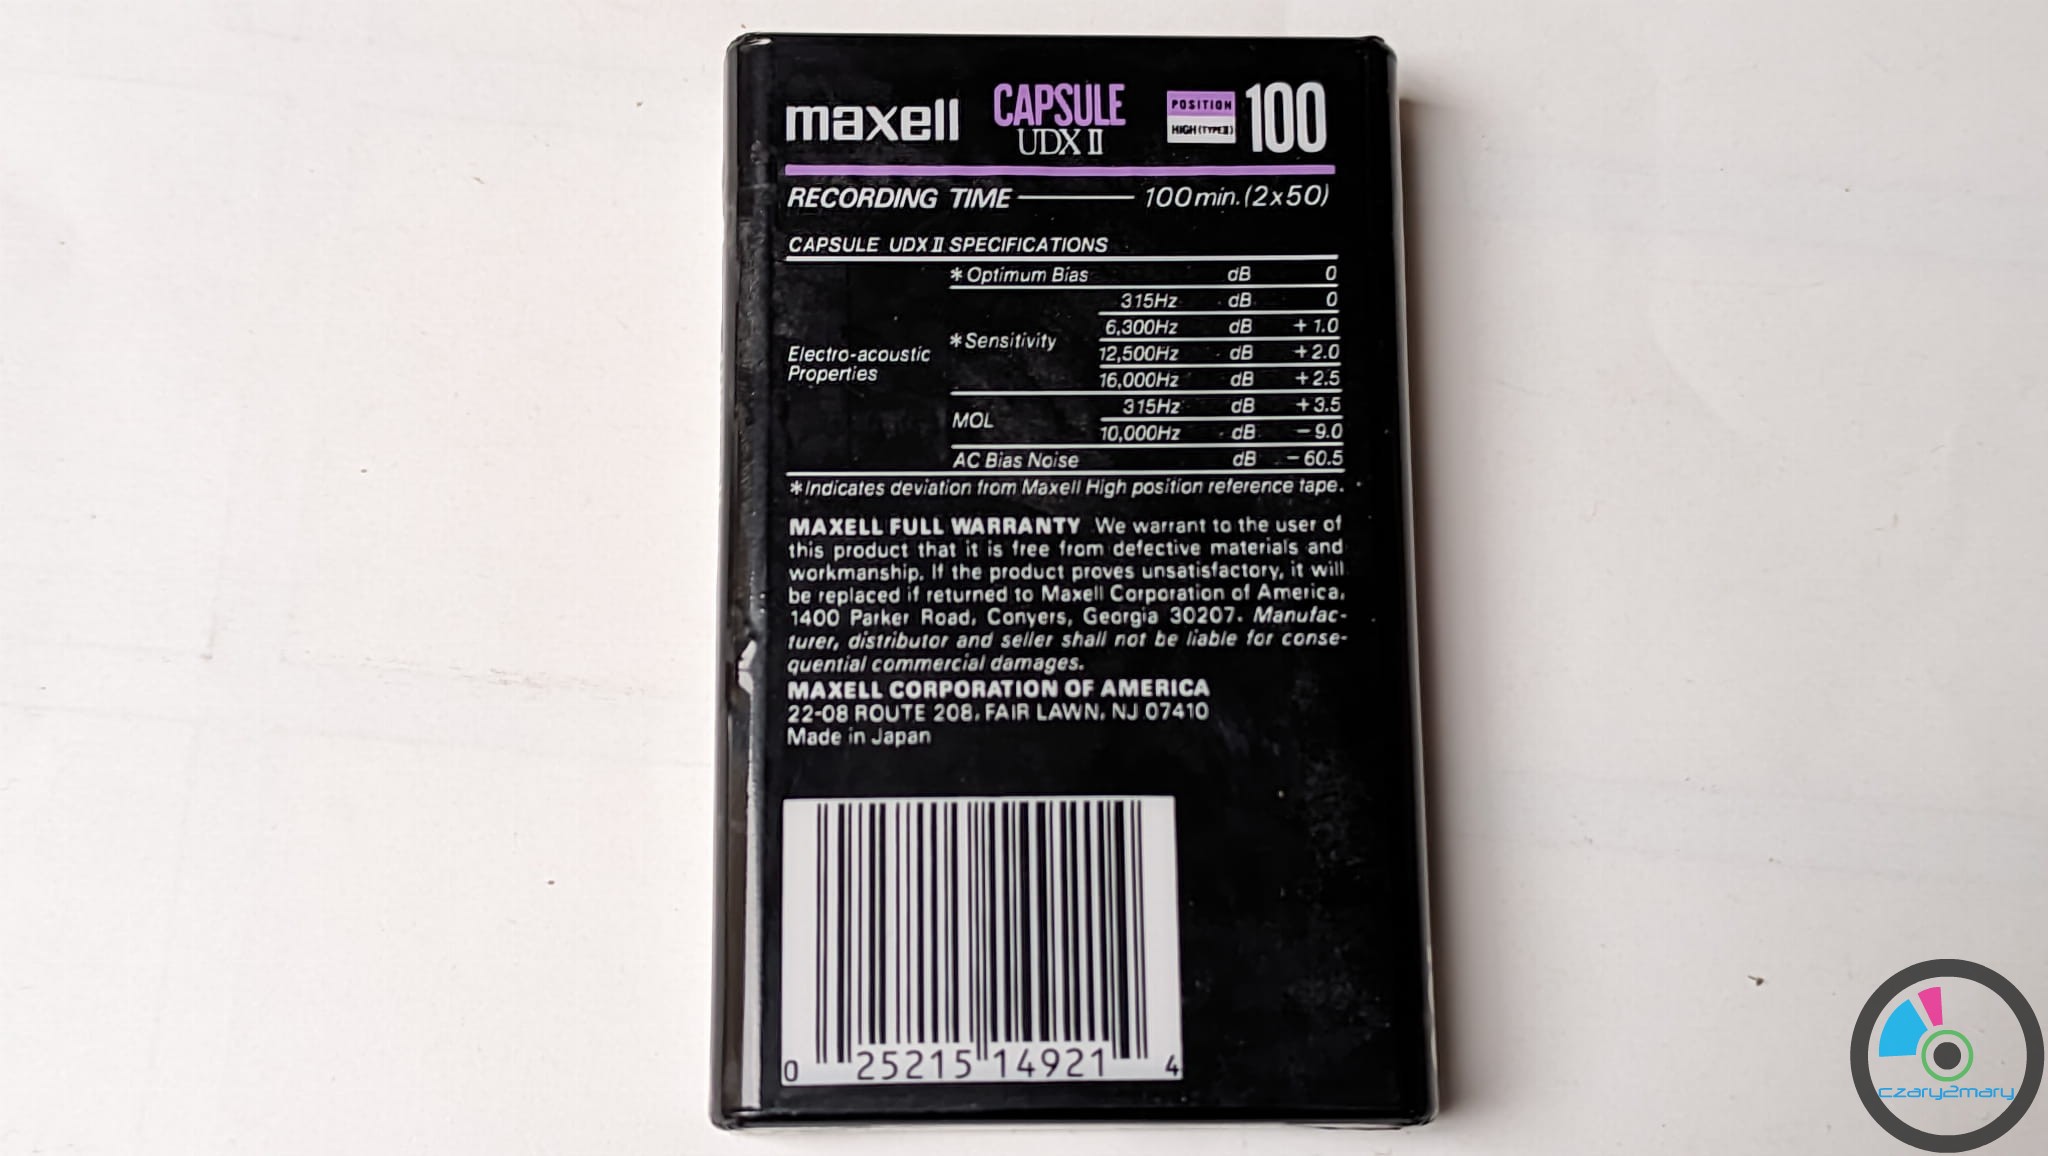 maxell CAPSULE UDX II POSITION HIGH (TYPE II) 100
RECORDING TIME 100 min. (2x50)
CAPSULE UDX II SPECIFICATIONS
Electro-acoustic Properties
* Optimum Bias dB 0
* Sensitivity 315Hz dB 0
6,300Hz dB +1.0
12,500Hz dB +2.0
16,000Hz dB +2.5
MOL 315Hz dB +3.5
10,000Hz dB -9.0
AC Bias Noise dB -60.5
* Indicates deviation from Maxell High position reference tape.
MAXELL FULL WARRANTY We warrant to the user of
this product that it is free from defective materials and
workmanship. If the product proves unsatisfactory, it will
be replaced if returned to Maxell Corporation of America,
1400 Parker Road, Conyers, Georgia 30207. Manufac-
turer, distributor and seller shall not be liable for conse-
quential commercial damages.
MAXELL CORPORATION OF AMERICA
22-08 ROUTE 208, FAIR LAWN, NJ 07410
Made in Japan
0 25215 14921 4
czary2mary